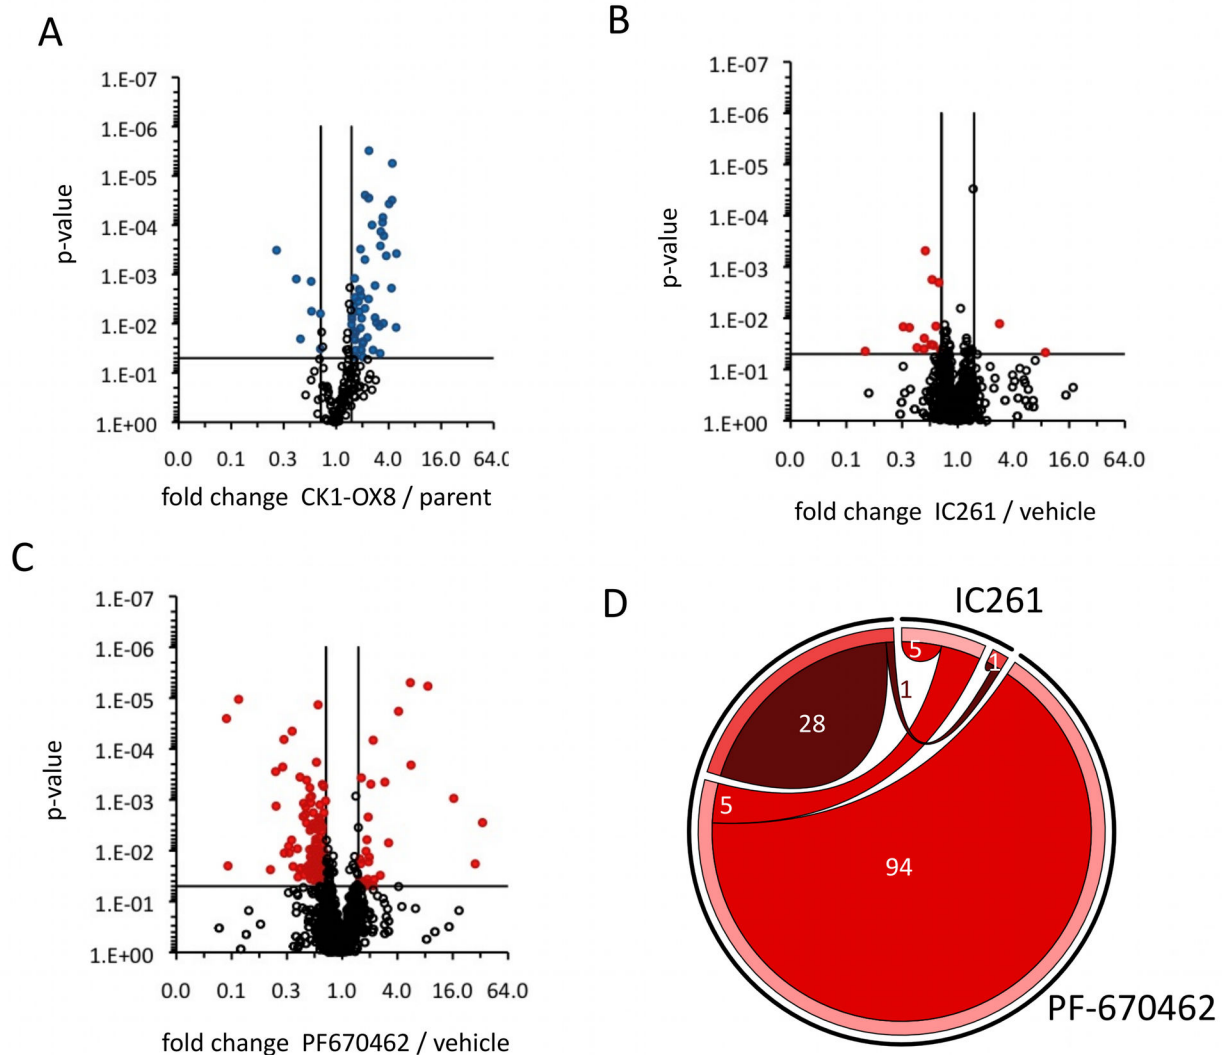 A
1.E-07
1.E-06
1.E-05
1.E-04
1.E-03
1.E-02
1.E-01
1.E+00
p-value
0.0 0.1 0.3 1.0 4.0 16.0 64.0
fold change CK1-OX8 / parent
B
1.E-07
1.E-06
1.E-05
1.E-04
1.E-03
1.E-02
1.E-01
1.E+00
p-value
0.0 0.1 0.3 1.0 4.0 16.0 64.0
fold change IC261 / vehicle
C
1.E-07
1.E-06
1.E-05
1.E-04
1.E-03
1.E-02
1.E-01
1.E+00
p-value
0.0 0.1 0.3 1.0 4.0 16.0 64.0
fold change PF670462 / vehicle
D
IC261
5
1
1
28
5
94
PF-670462